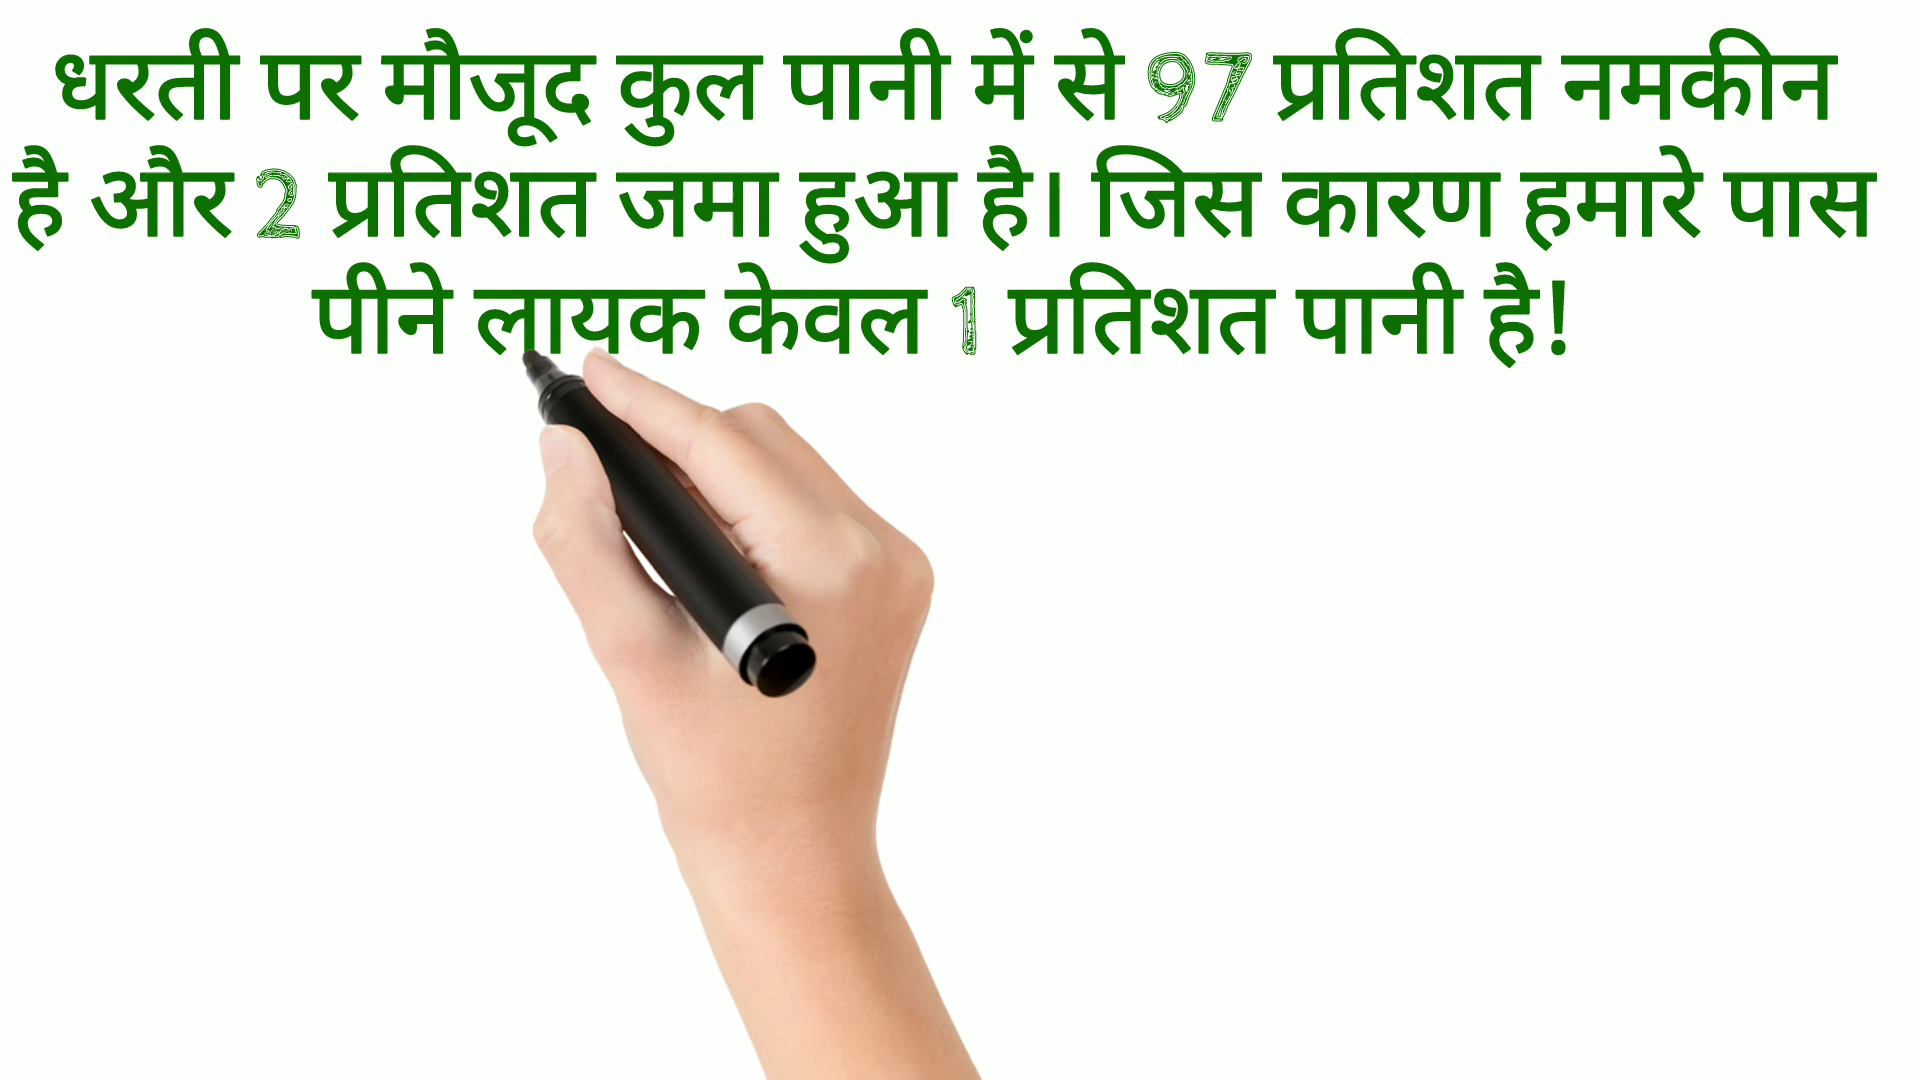 धरती पर मौजूद कुल पानी में से 97 प्रतिशत नमकीन
है और 2 प्रतिशत जमा हुआ है। जिस कारण हमारे पास
पीने लायक केवल 1 प्रतिशत पानी है!